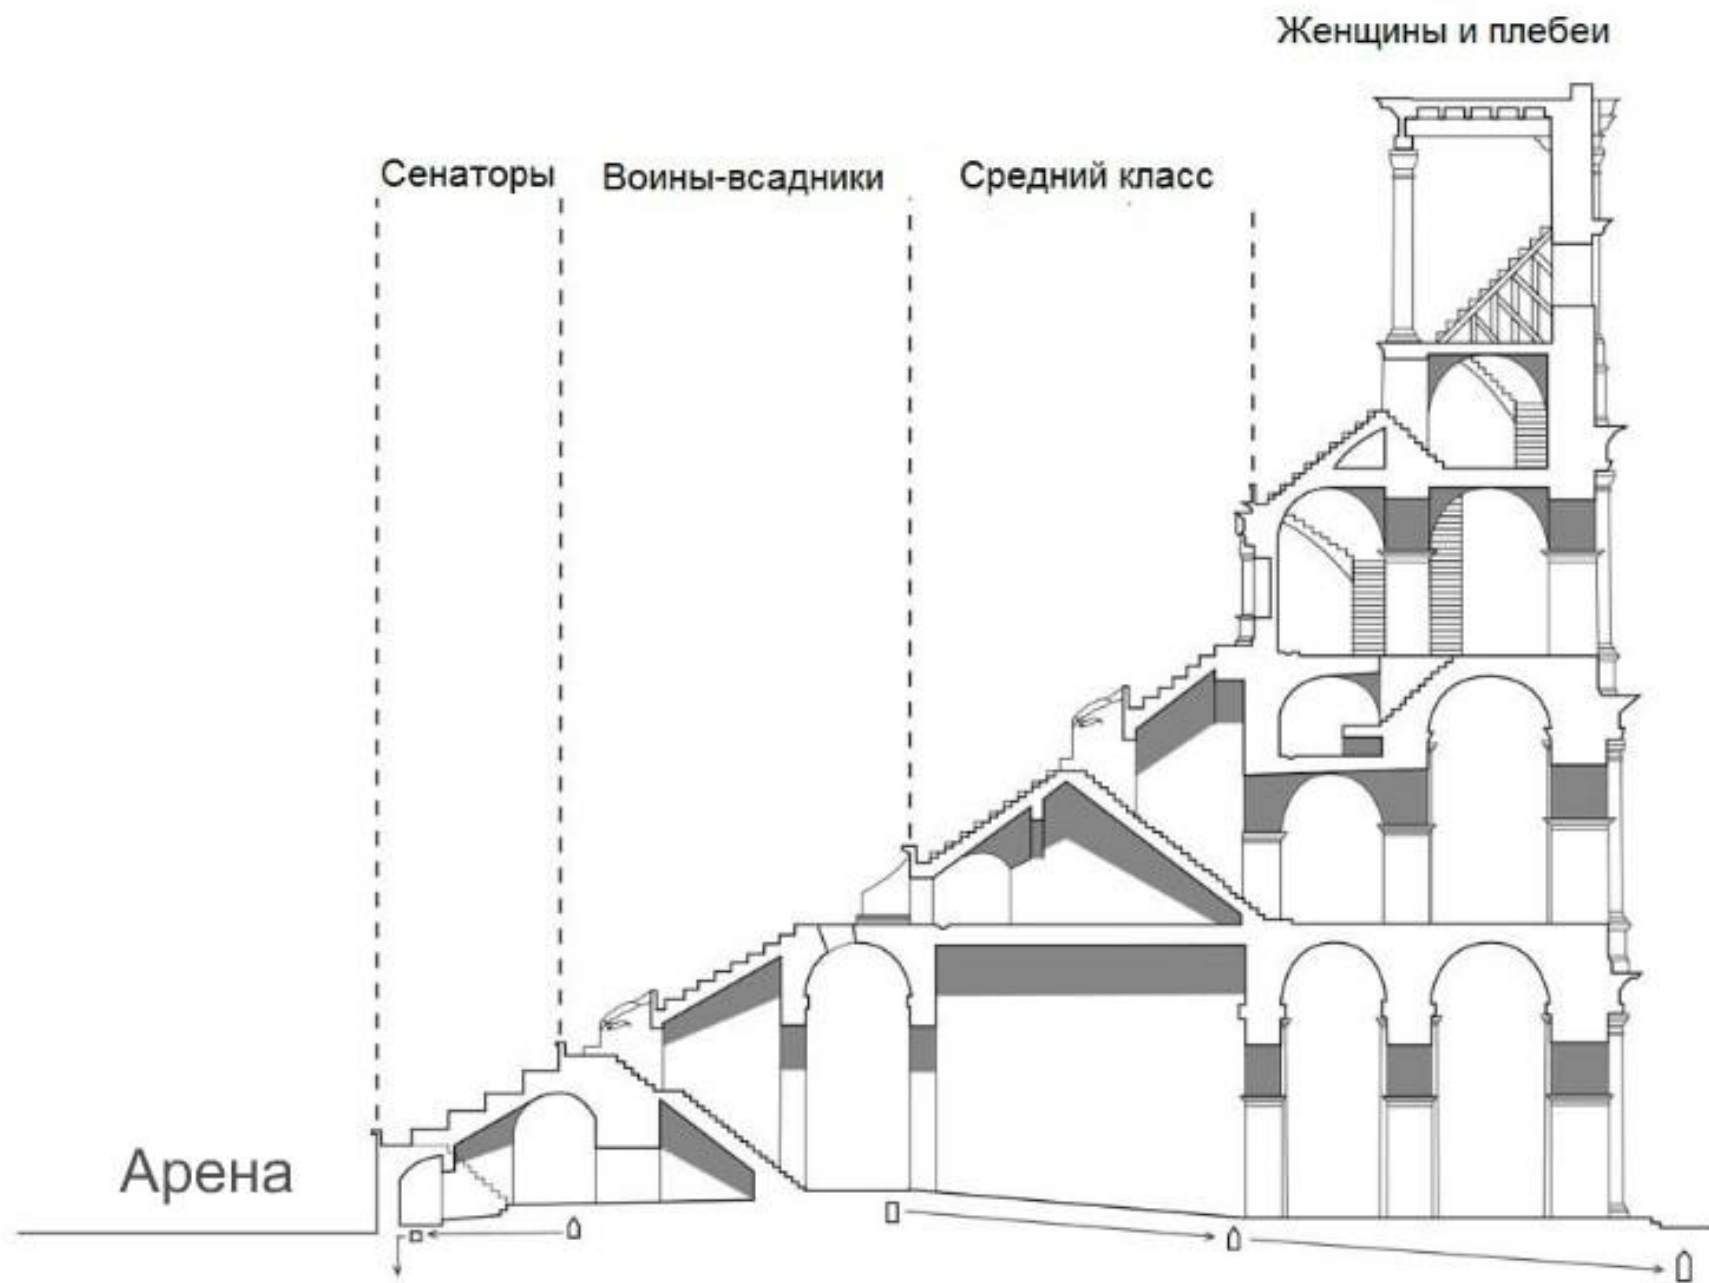 Женщины и плебеи
Сенаторы
Воины-всадники
Средний класс
Арена